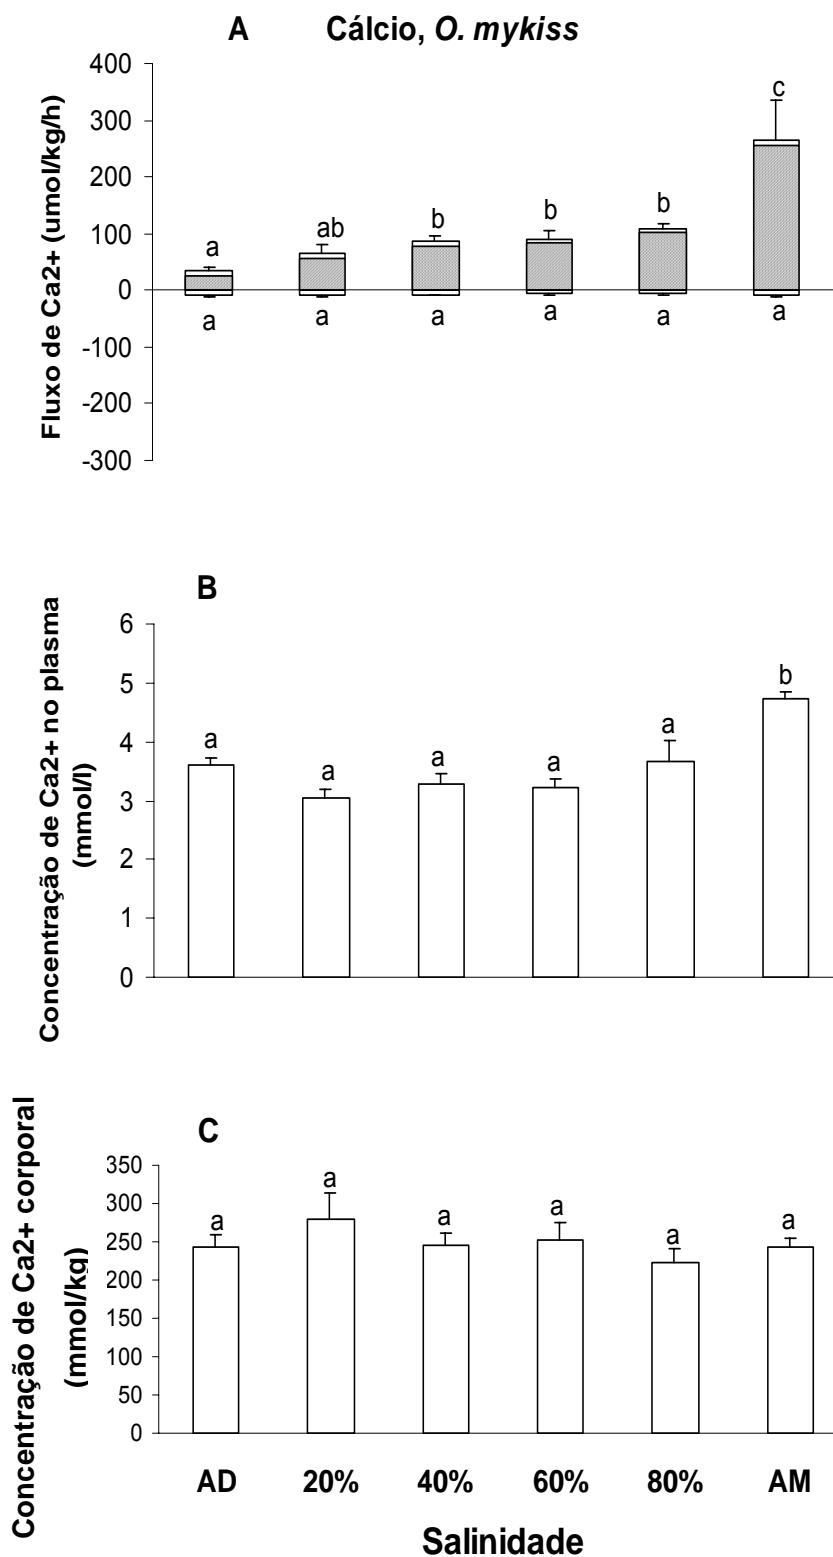 A Cálcio, O. mykiss
Fluxo de Ca2+ (umol/kg/h)
400
300
200
100
0
-100
-200
-300
a ab b b b c
a a a a a a
B
Concentração de Ca2+ no plasma
(mmol/l)
6
5
4
3
2
1
0
a a a a a b
C
Concentração de Ca2+ corporal
(mmol/kg)
350
300
250
200
150
100
50
0
a a a a a a
AD 20% 40% 60% 80% AM
Salinidade